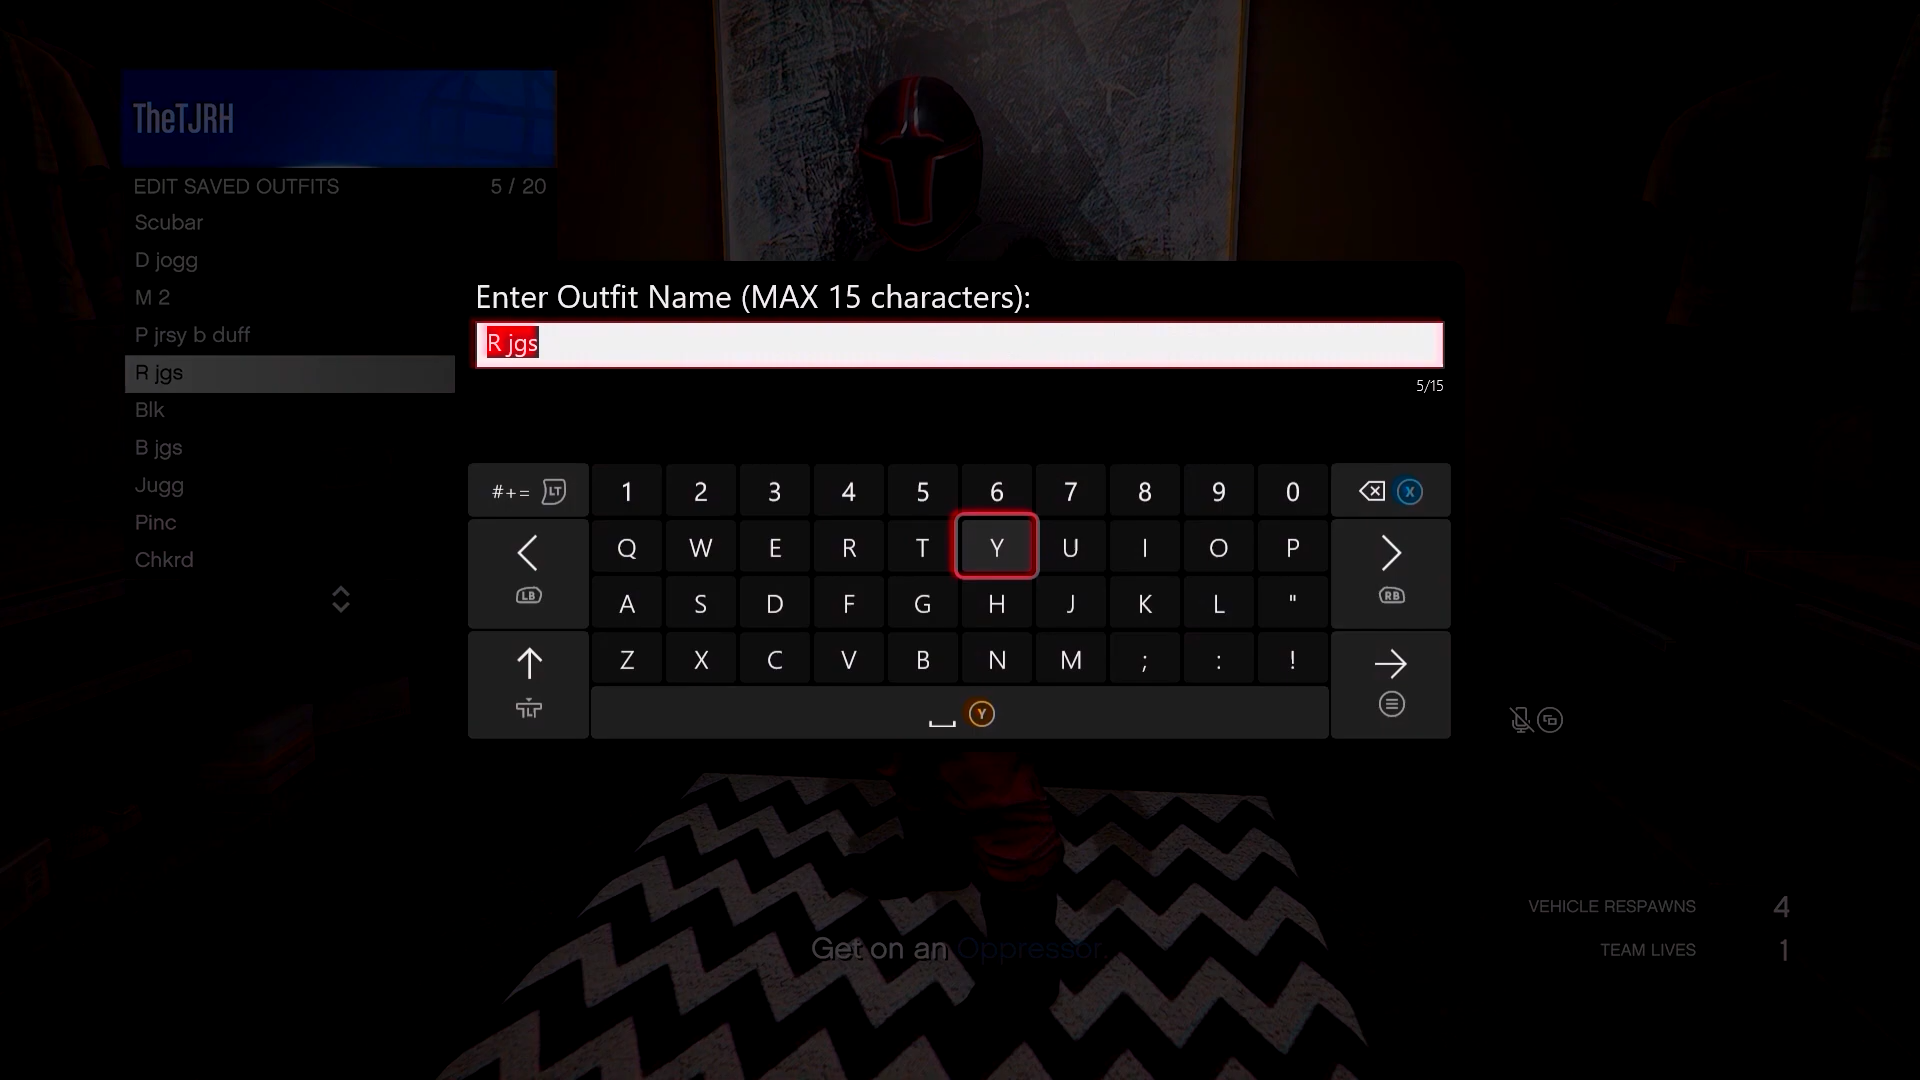 TheTJRH
EDIT SAVED OUTFITS 5 / 20
Scubar
D jogg
M 2
P jrsy b duff
R jgs
Blk
B jgs
Jugg
Pinc
Chkrd
Enter Outfit Name (MAX 15 characters):
R jgs
5/15
#+= LT 1 2 3 4 5 6 7 8 9 0 X
LB Q W E R T Y U I O P RB
A S D F G H J K L "
Z X C V B N M ; : !
LT Y
Get on an Oppressor.
VEHICLE RESPAWNS 4
TEAM LIVES 1